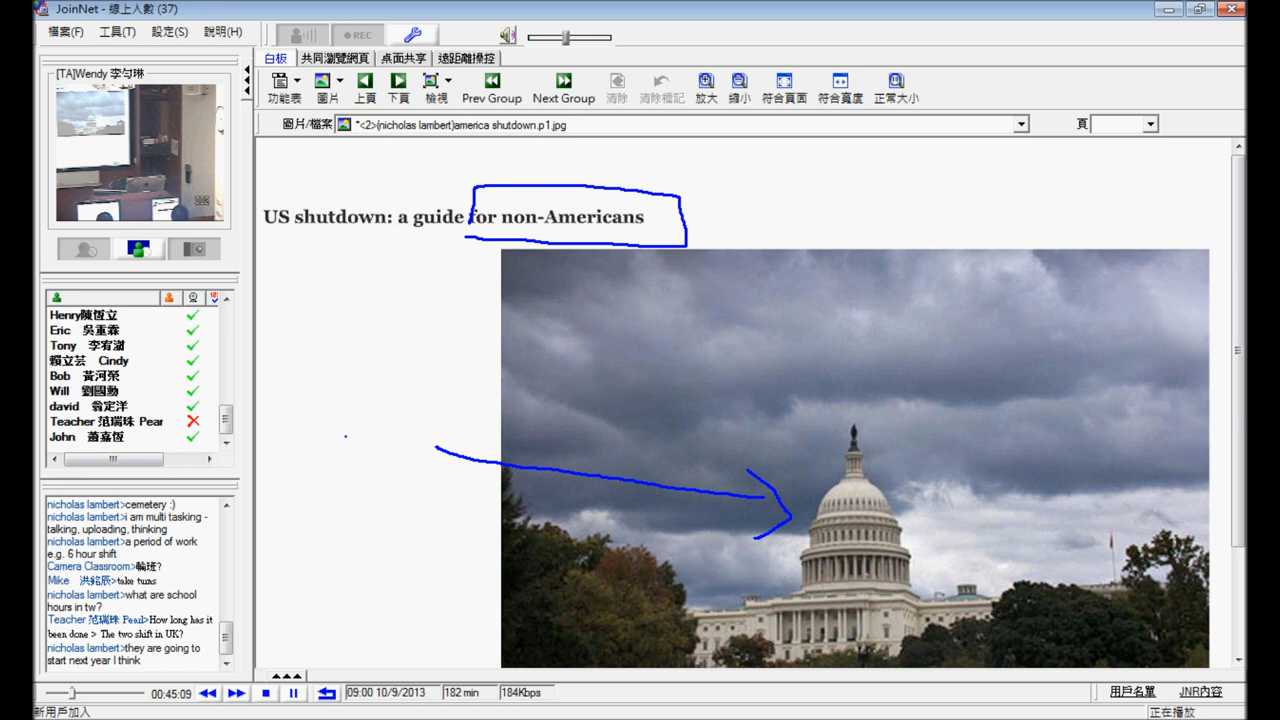 JoinNet - 線上人數 (37)
檔案(F) 工具(T) 設定(S) 說明(H)
REC
[TA]Wendy 李勻琳
白板 共同瀏覽網頁 桌面共享 遠距離操控
功能表 圖片 上頁 下頁 檢視 Prev Group Next Group 清除 清除標記 放大 縮小 符合頁面 符合寬度 正常大小
圖片/檔案 *<2>(nicholas lambert)america shutdown.p1.jpg 頁
US shutdown: a guide for non-Americans
Henry陳恆立
Eric 吳重霖
Tony 李宥澍
賴立芸 Cindy
Bob 黃河榮
Will 劉國勳
david 翁定洋
Teacher 范瑞珠 Pear
John 蕭嘉恆
nicholas lambert>cemetery :)
nicholas lambert>i am multi tasking -
talking, uploading, thinking
nicholas lambert>a period of work
e.g. 6 hour shift
Camera Classroom>輪班?
Mike 洪銘辰>take turns
nicholas lambert>what are school
hours in tw?
Teacher 范瑞珠 Pearl>How long has it
been done > The two shift in UK?
nicholas lambert>they are going to
start next year I think
00:45:09 09:00 10/9/2013 182 min 184Kbps 用戶名單 JNR內容
新用戶加入 正在播放